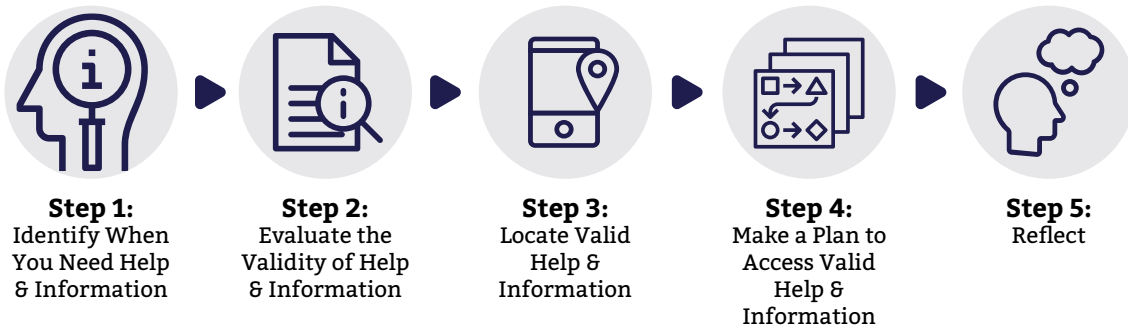 Step 1:
Identify When
You Need Help
& Information
Step 2:
Evaluate the
Validity of Help
& Information
Step 3:
Locate Valid
Help &
Information
Step 4:
Make a Plan to
Access Valid
Help &
Information
Step 5:
Reflect